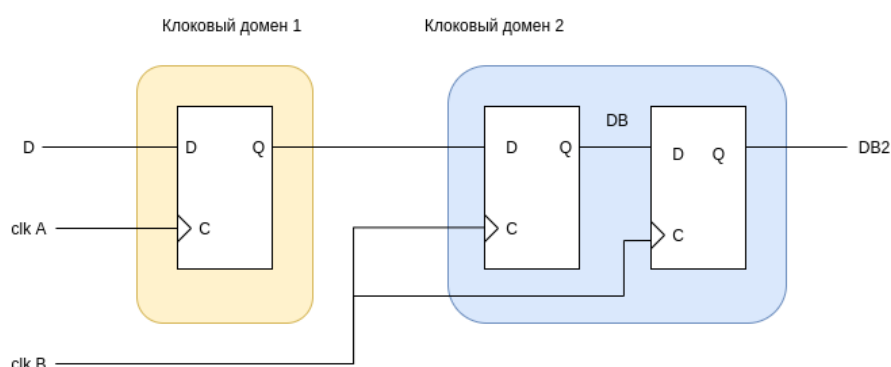 Клоковый домен 1
Клоковый домен 2
DB
D
D
Q
D
Q
D
Q
DB2
clk A
C
C
C
clk B